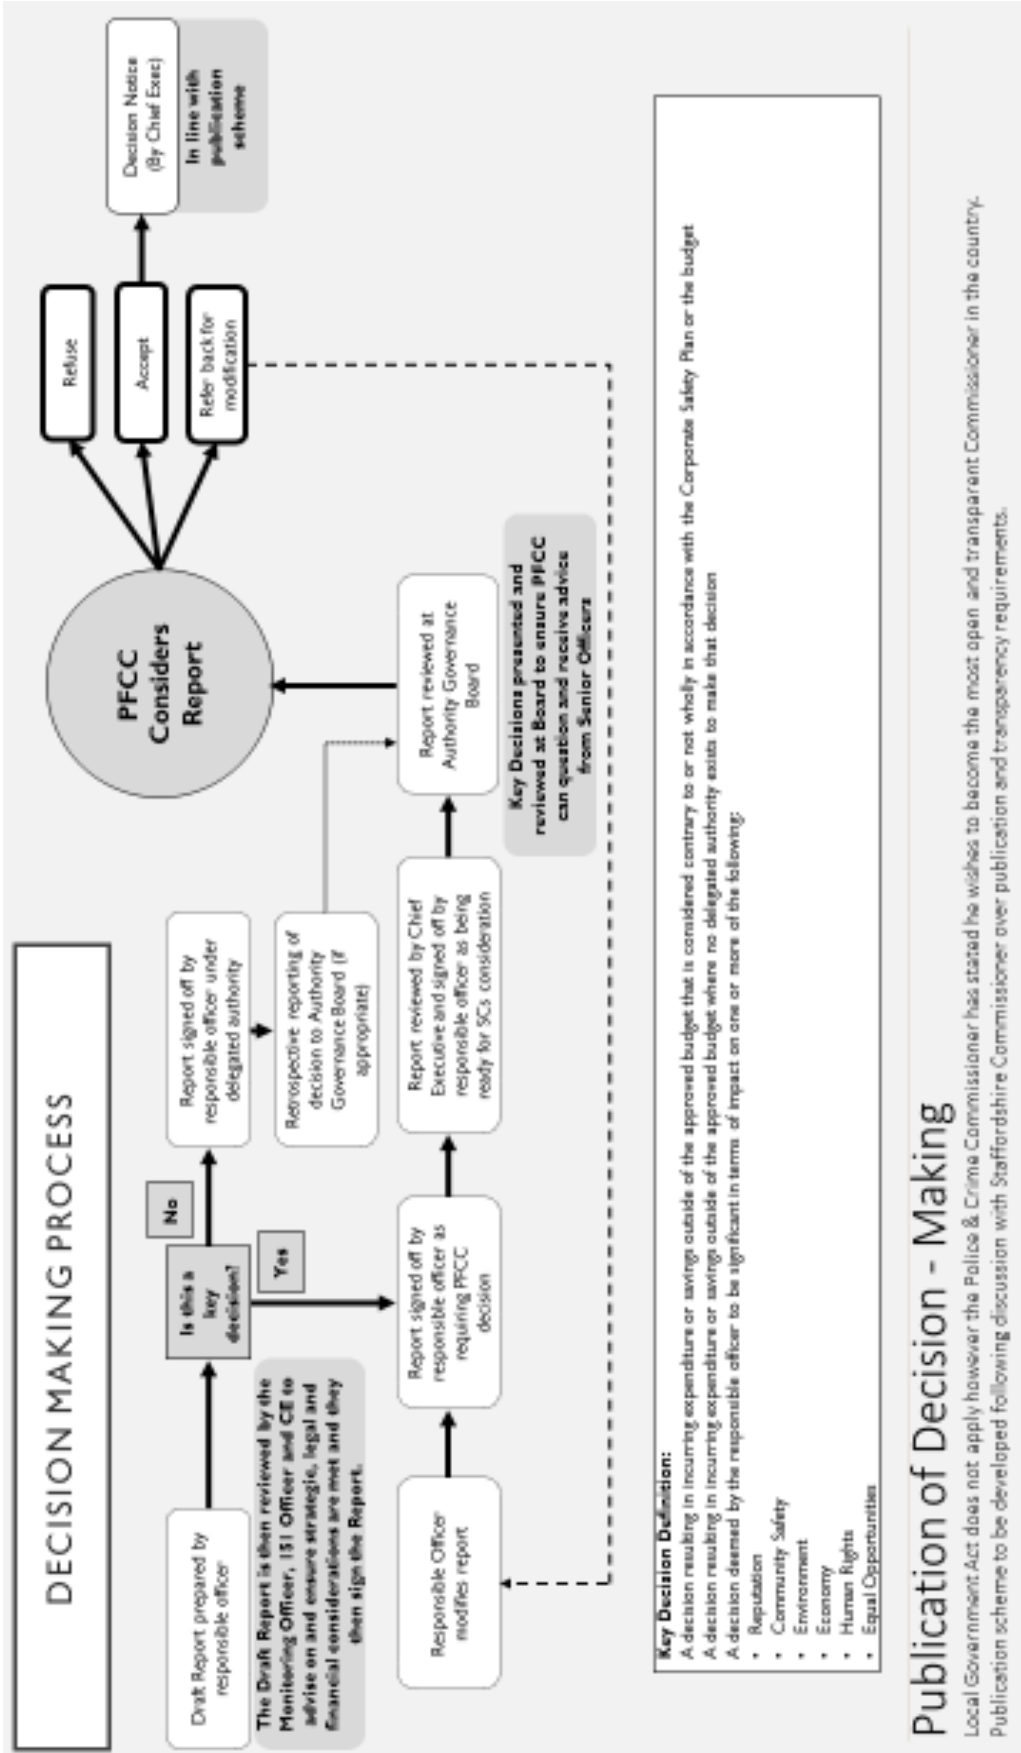 DECISION MAKING PROCESS
Draft Report prepared by
responsible officer
The Draft Report is then reviewed by the
Monitoring Officer, 151 Officer and CE to
advise on and ensure strategic, legal and
financial considerations are met and they
then sign the Report.
Is this a
key
decision?
No
Yes
Report signed off by
responsible officer under
delegated authority
Retrospective reporting of
decision to Authority
Governance Board (if
appropriate)
Responsible Officer
modifies report
Report signed off by
responsible officer as
requiring PFCC
decision
Report reviewed by Chief
Executive and signed off by
responsible officer as being
ready for SCs consideration
Report reviewed at
Authority Governance
Board
Key Decisions presented and
reviewed at Board to ensure PFCC
can question and receive advice
from Senior Officers
PFCC
Considers
Report
Refuse
Accept
Refer back for
modification
Decision Notice
(By Chief Exec)
In line with
publication
scheme
Key Decision Definition:
A decision resulting in incurring expenditure or savings outside of the approved budget that is considered contrary to or not wholly in accordance with the Corporate Safety Plan or the budget
A decision resulting in incurring expenditure or savings outside of the approved budget where no delegated authority exists to make that decision
A decision deemed by the responsible officer to be significant in terms of impact on one or more of the following:
• Reputation
• Community Safety
• Environment
• Economy
• Human Rights
• Equal Opportunities
Publication of Decision - Making
Local Government Act does not apply however the Police & Crime Commissioner has stated he wishes to become the most open and transparent Commissioner in the country.
Publication scheme to be developed following discussion with Staffordshire Commissioner over publication and transparency requirements.